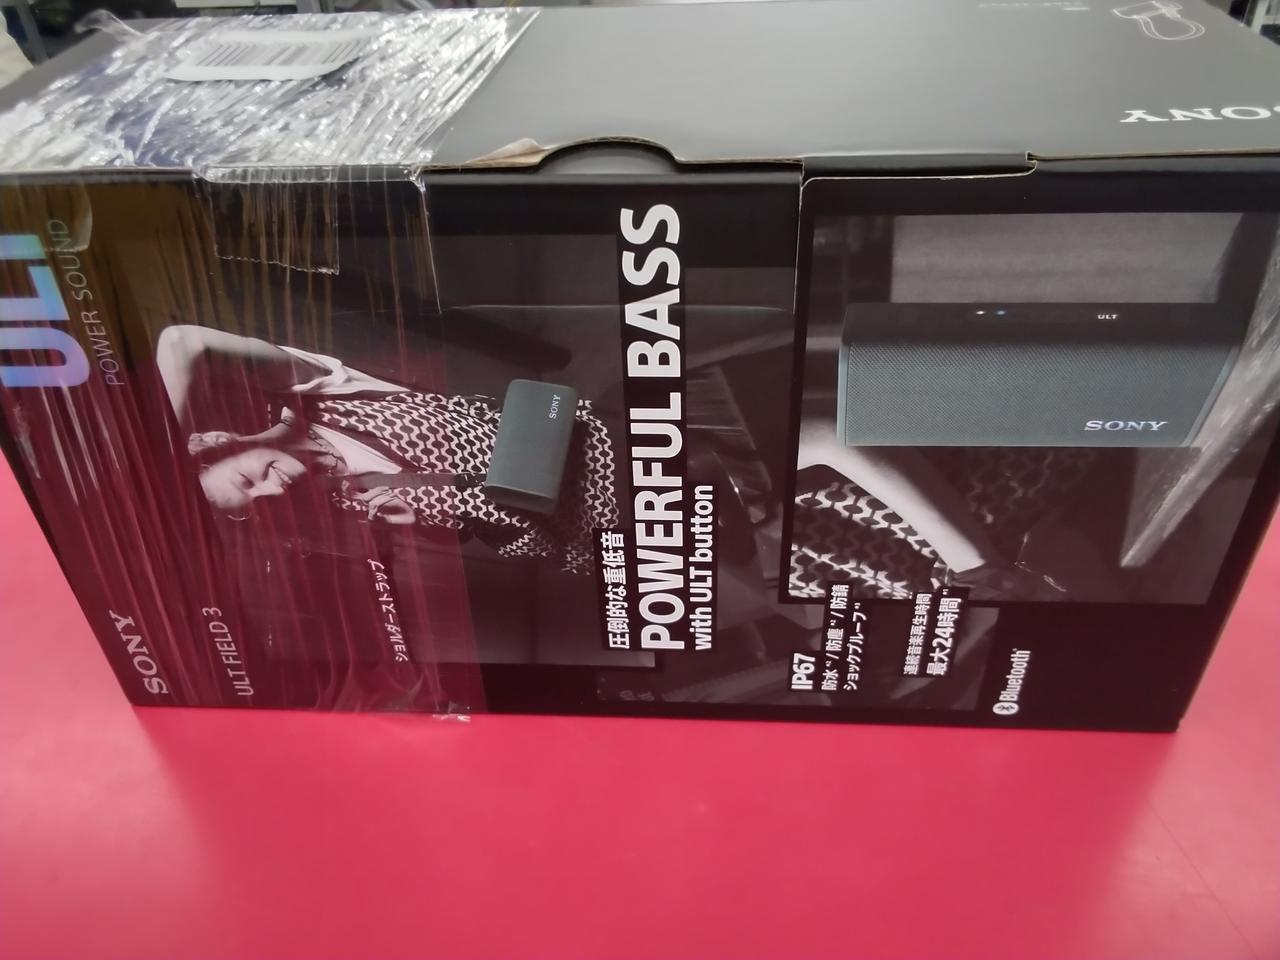 ULT
POWER SOUND
SONY
ULT FIELD 3
ショルダーストラップ
SONY
圧倒的な重低音
POWERFUL BASS
with ULT button
ULT
SONY
IP67
防水 / 防塵 / 防錆
ショックプルーフ
連続音楽再生時間
最大24時間
Bluetooth
SONY